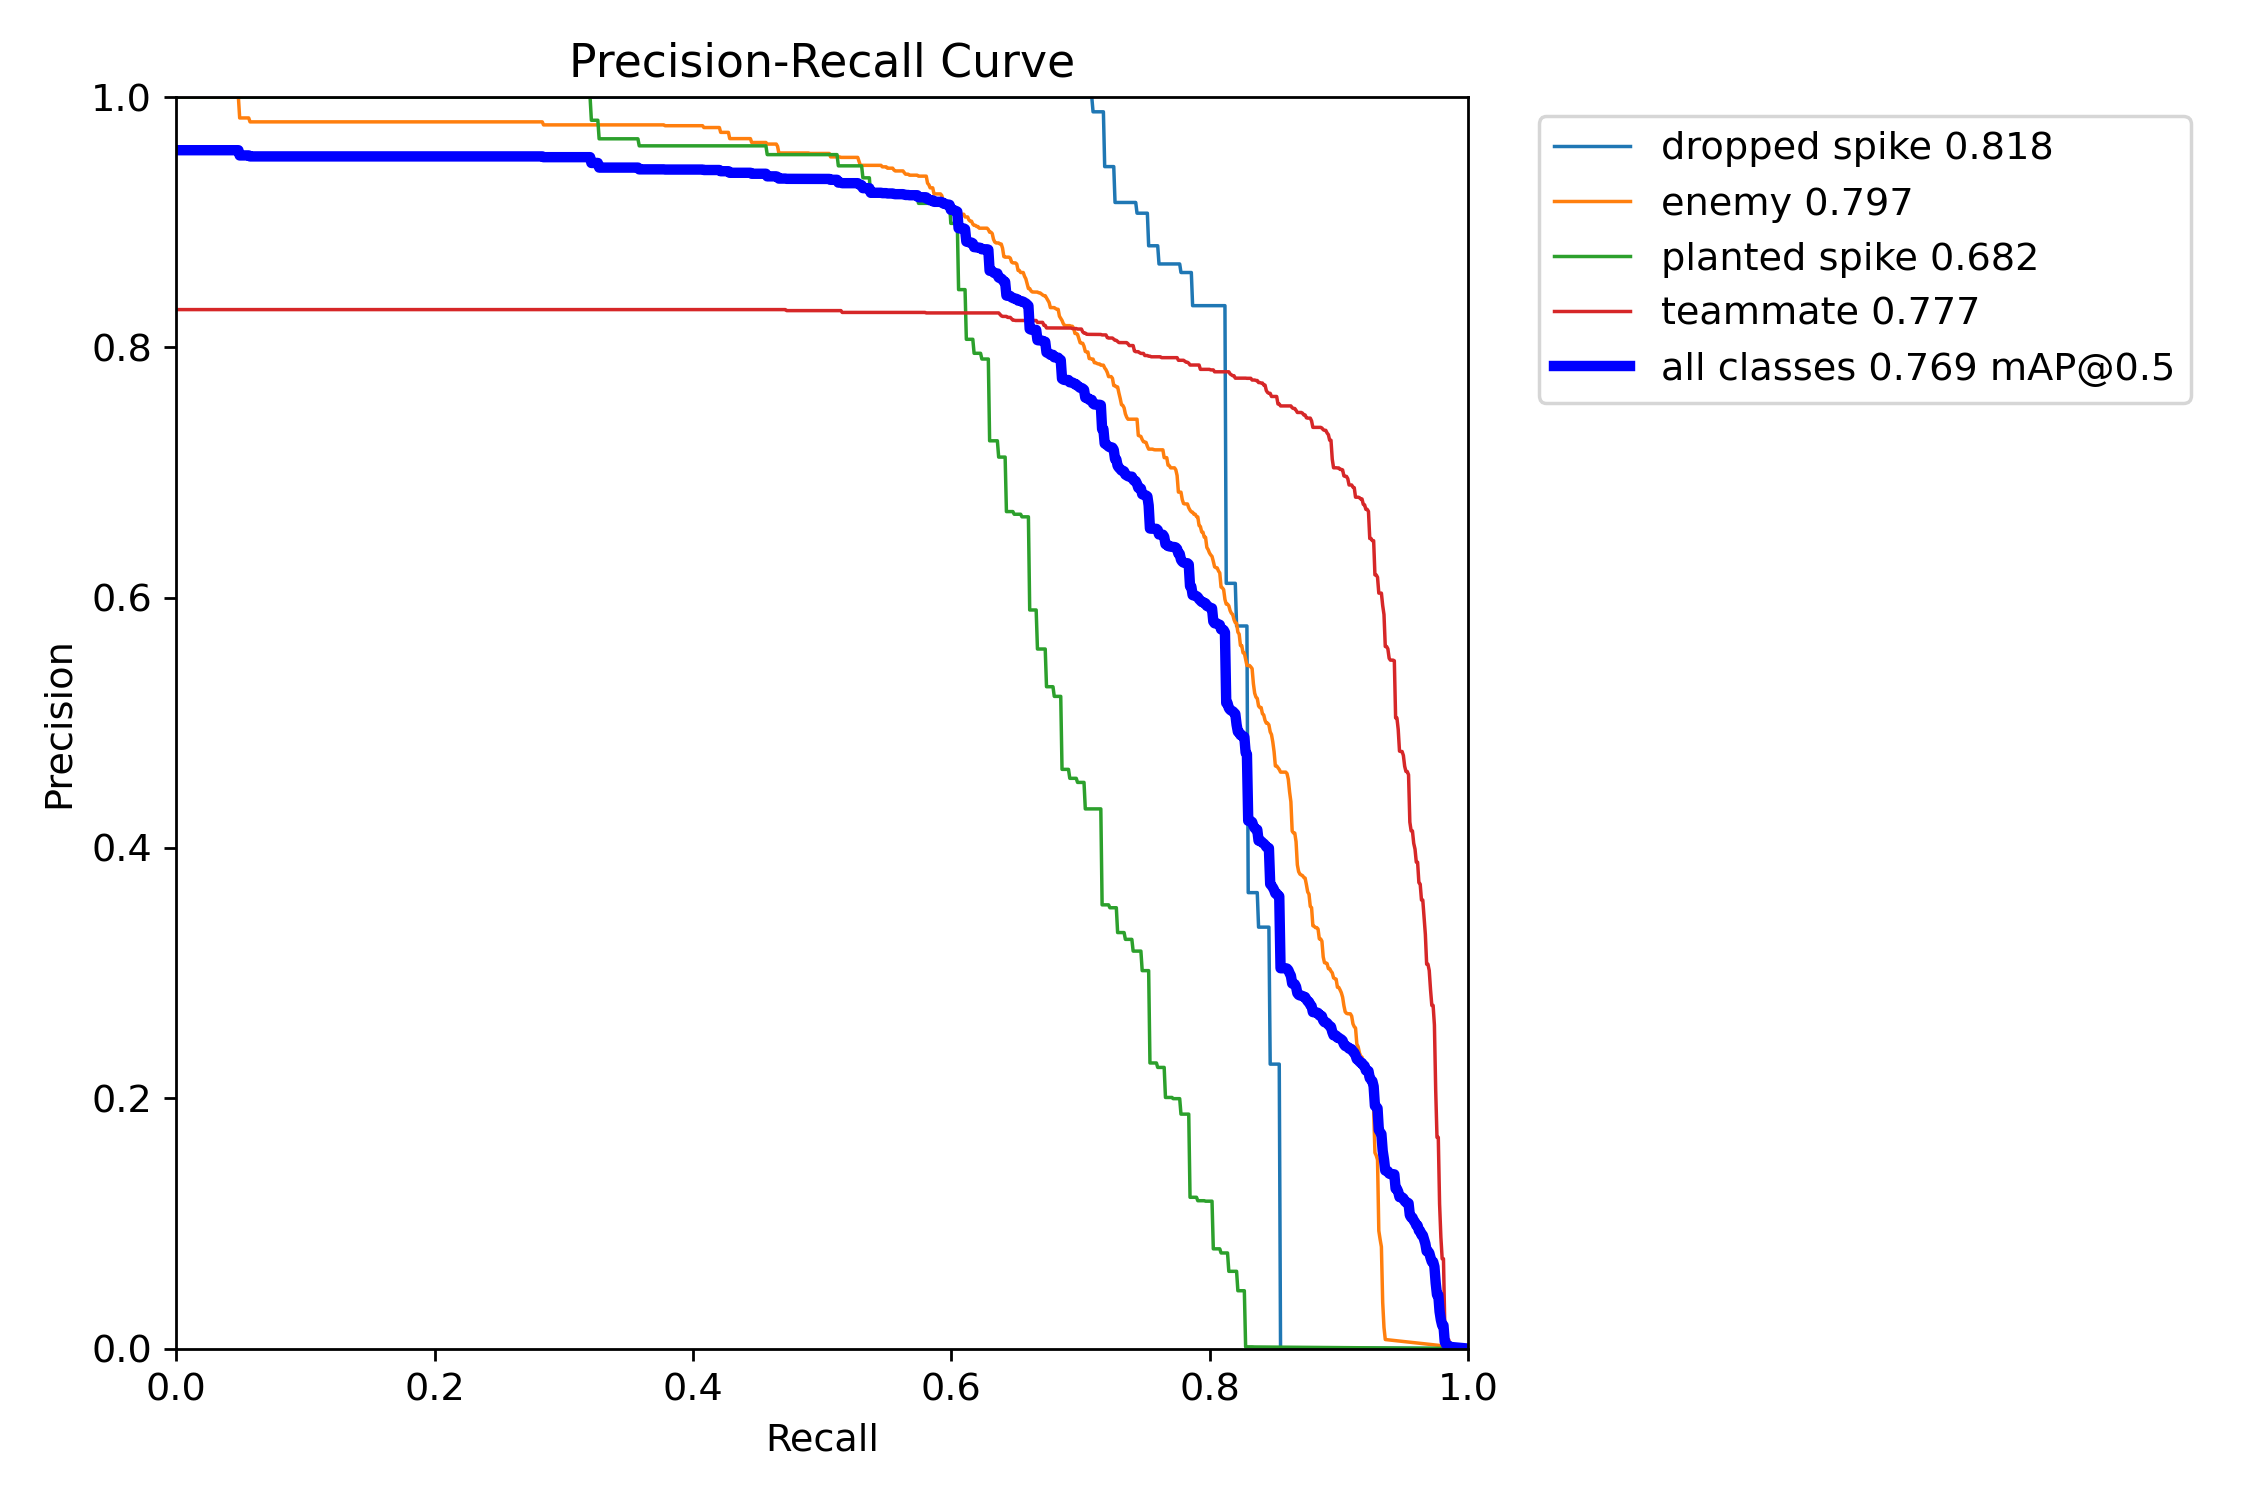 Precision-Recall Curve
1.0
0.8
0.6
0.4
0.2
0.0
Precision
0.0 0.2 0.4 0.6 0.8 1.0
Recall
dropped spike 0.818
enemy 0.797
planted spike 0.682
teammate 0.777
all classes 0.769 mAP@0.5